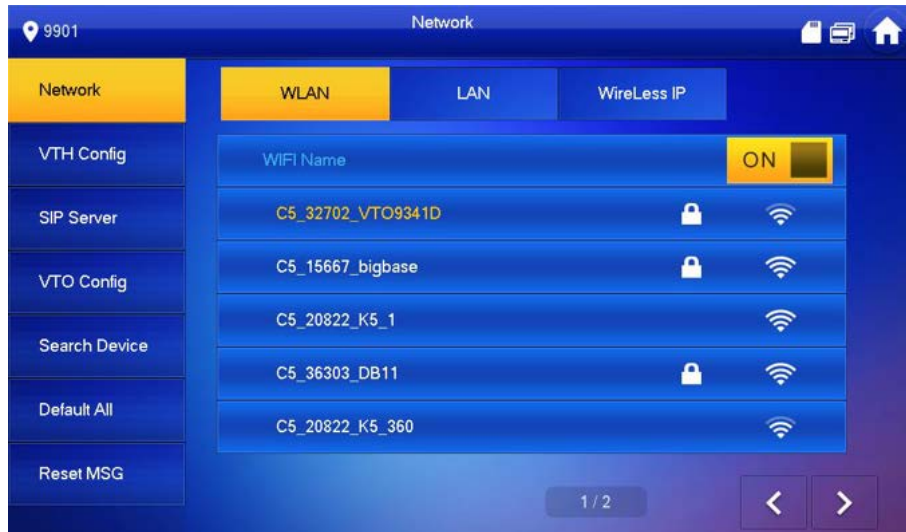 9901
Network
Network
VTH Config
SIP Server
VTO Config
Search Device
Default All
Reset MSG
WLAN
LAN
WireLess IP
WIFI Name
ON
C5_32702_VTO9341D
C5_15667_bigbase
C5_20822_K5_1
C5_36303_DB11
C5_20822_K5_360
1/2